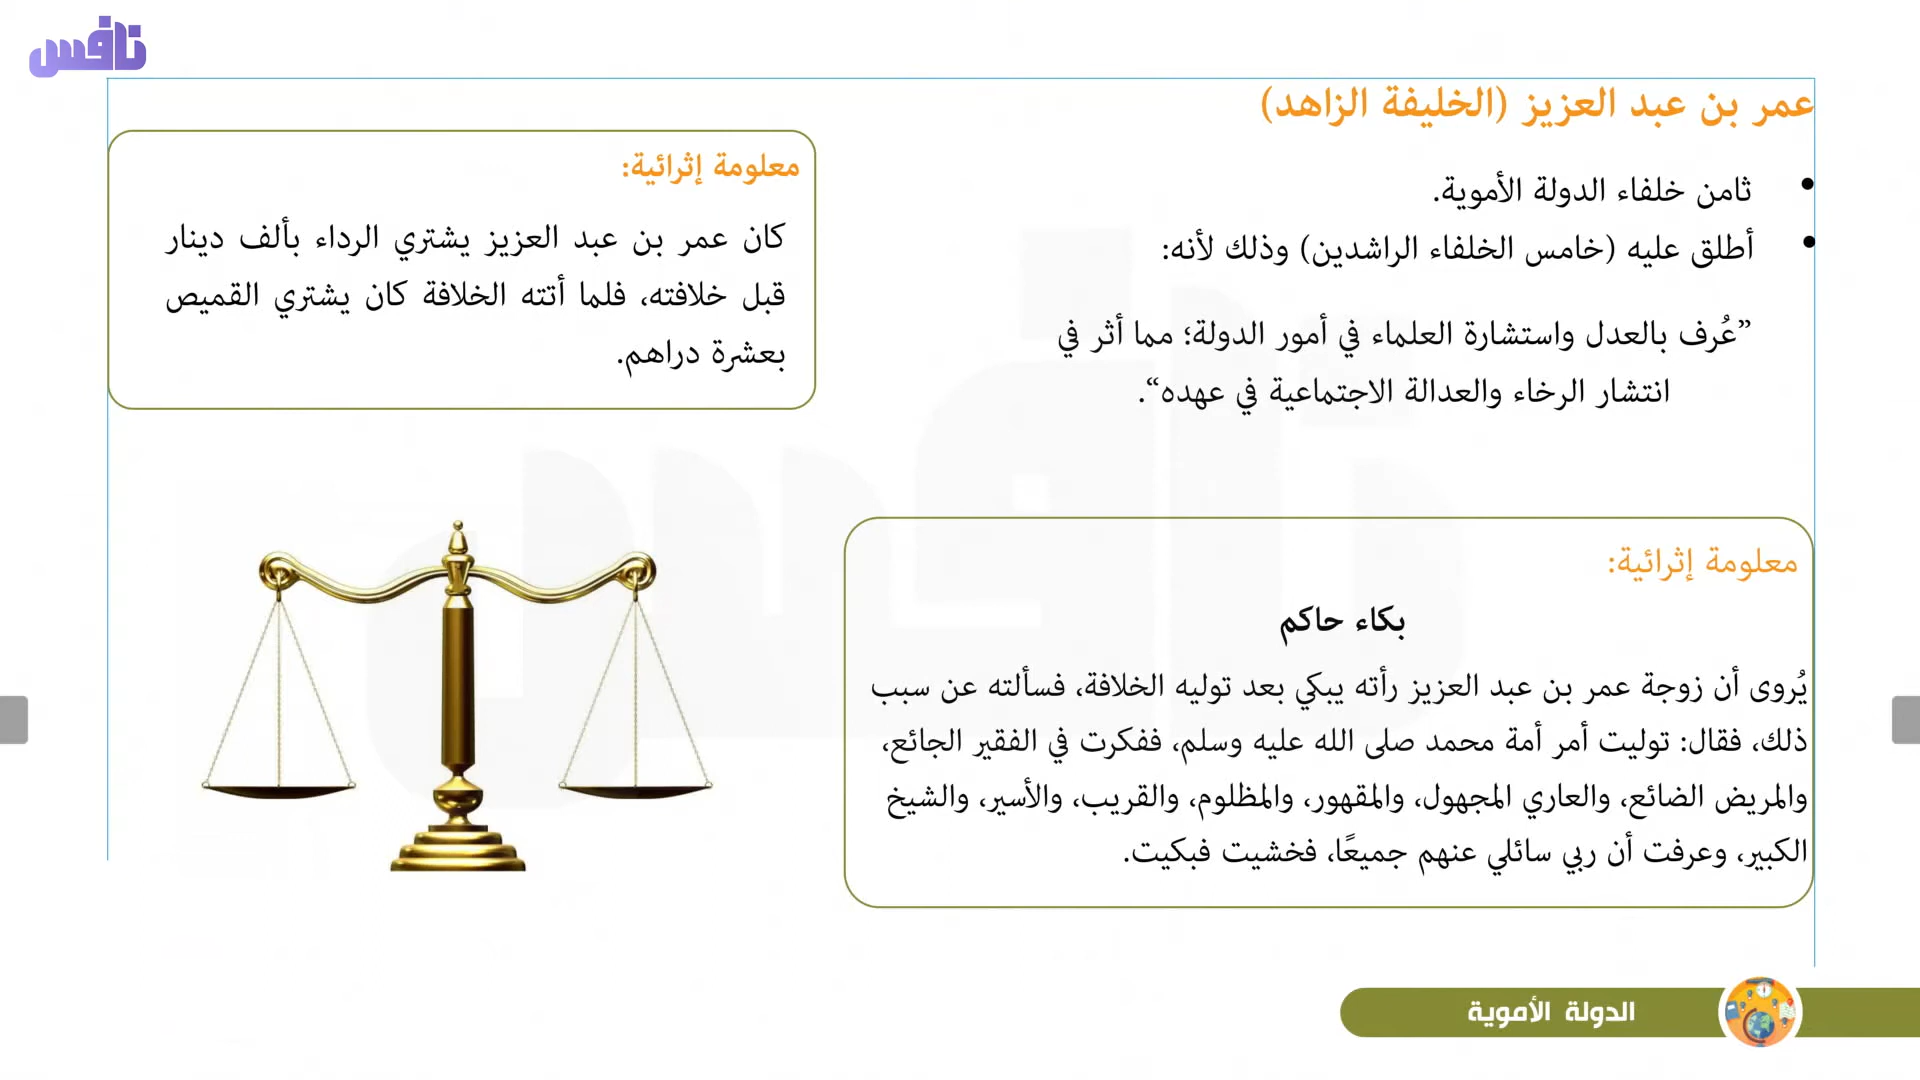 نافس
عمر بن عبد العزيز (الخليفة الزاهد)
• ثامن خلفاء الدولة الأموية.
• أطلق عليه (خامس الخلفاء الراشدين) وذلك لأنه:
”عُرف بالعدل واستشارة العلماء في أمور الدولة؛ مما أثر في
انتشار الرخاء والعدالة الاجتماعية في عهده“.
معلومة إثرائية:
كان عمر بن عبد العزيز يشتري الرداء بألف دينار
قبل خلافته، فلما أتته الخلافة كان يشتري القميص
بعشرة دراهم.
معلومة إثرائية:
بكاء حاكم
يُروى أن زوجة عمر بن عبد العزيز رأته يبكي بعد توليه الخلافة، فسألته عن سبب
ذلك، فقال: توليت أمر أمة محمد صلى الله عليه وسلم، ففكرت في الفقير الجائع،
والمريض الضائع، والعاري المجهول، والمقهور، والمظلوم، والقريب، والأسير، والشيخ
الكبير، وعرفت أن ربي سائلي عنهم جميعًا، فخشيت فبكيت.
الدولة الأموية